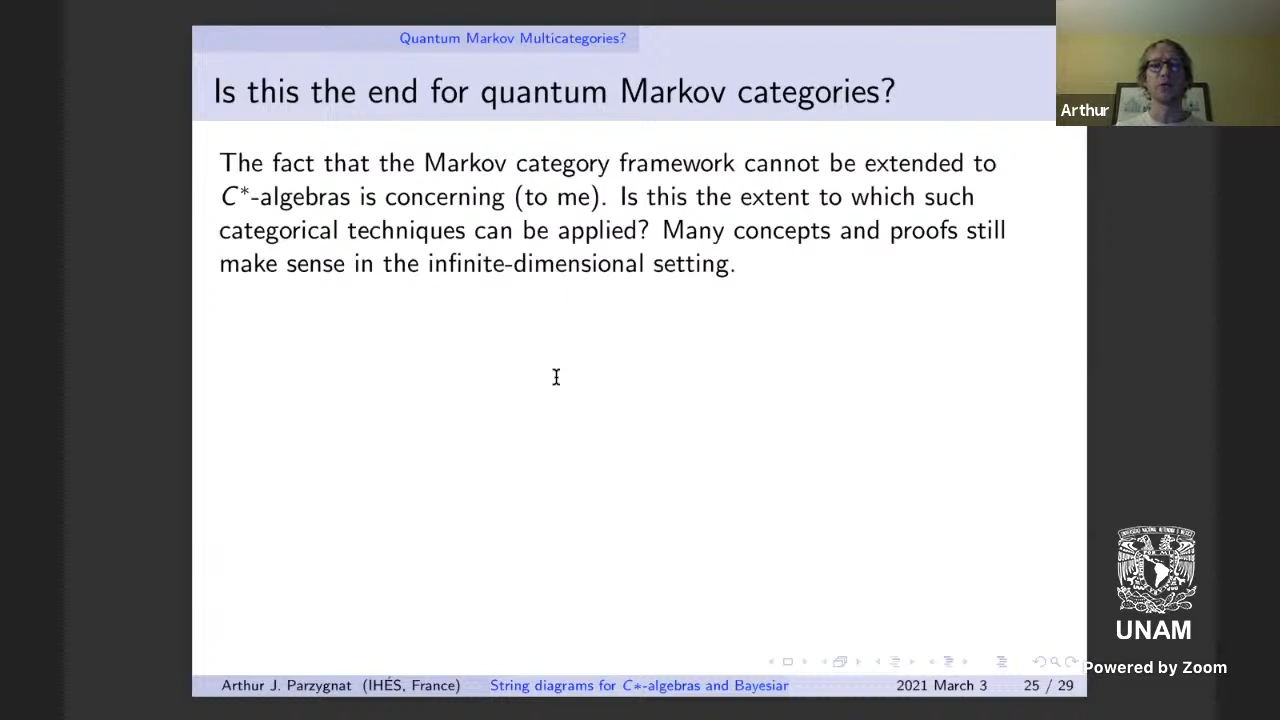 Quantum Markov Multicategories?
Is this the end for quantum Markov categories?
Arthur
The fact that the Markov category framework cannot be extended to
C*-algebras is concerning (to me). Is this the extent to which such
categorical techniques can be applied? Many concepts and proofs still
make sense in the infinite-dimensional setting.
UNAM
Powered by Zoom
Arthur J. Parzygnat (IHÉS, France) String diagrams for C*-algebras and Bayesiar 2021 March 3 25 / 29